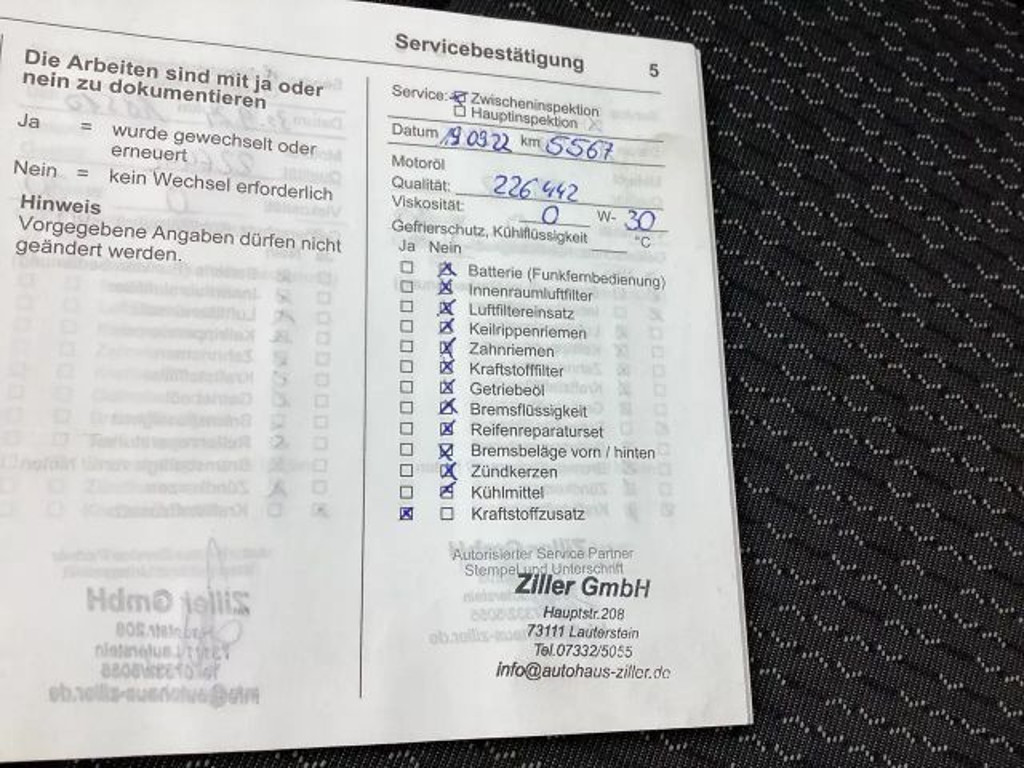 Servicebestätigung 5
Die Arbeiten sind mit ja oder
nein zu dokumentieren
Ja = wurde gewechselt oder
erneuert
Nein = kein Wechsel erforderlich
Hinweis
Vorgegebene Angaben dürfen nicht
geändert werden.
Service: Zwischeninspektion
Hauptinspektion
Datum 19.09.22 km 5567
Motoröl
Qualität: 226 442
Viskosität: 0 W- 30
Gefrierschutz, Kühlflüssigkeit °C
Ja Nein
Batterie (Funkfernbedienung)
Innenraumluftfilter
Luftfiltereinsatz
Keilrippenriemen
Zahnriemen
Kraftstofffilter
Getriebeöl
Bremsflüssigkeit
Reifenreparaturset
Bremsbeläge vorn / hinten
Zündkerzen
Kühlmittel
Kraftstoffzusatz
Autorisierter Service Partner
Stempel und Unterschrift
Ziller GmbH
Hauptstr. 208
73111 Lauterstein
Tel.07332/5055
info@autohaus-ziller.de